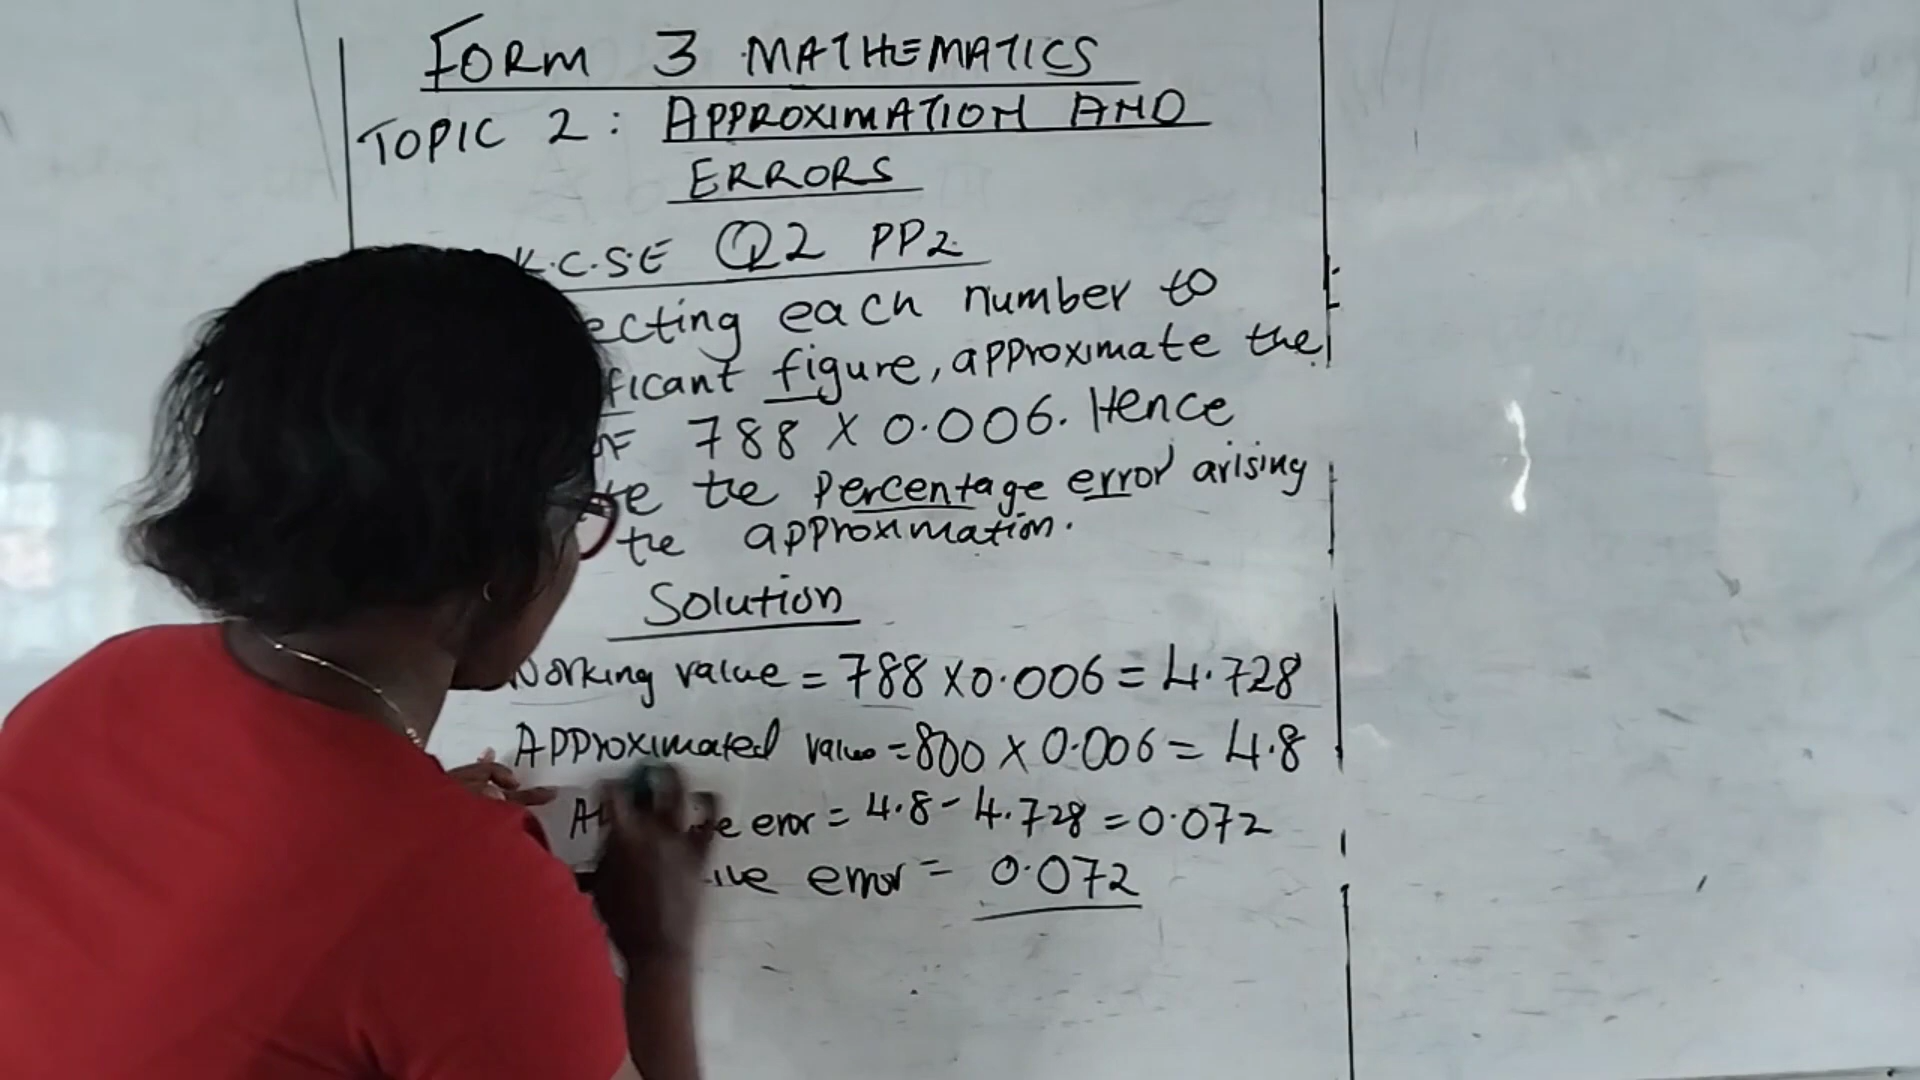 FORM 3 MATHEMATICS
TOPIC 2: APPROXIMATION AND
ERRORS
K.C.S.E Q2 PP2
each number to
figure, approximate the
OF 788 X 0.006. Hence
the percentage error arising
the approximation.
Solution
Working value = 788 X 0.006 = 4.728
Approximated value = 800 X 0.006 = 4.8
error = 4.8 - 4.728 = 0.072
error = 0.072